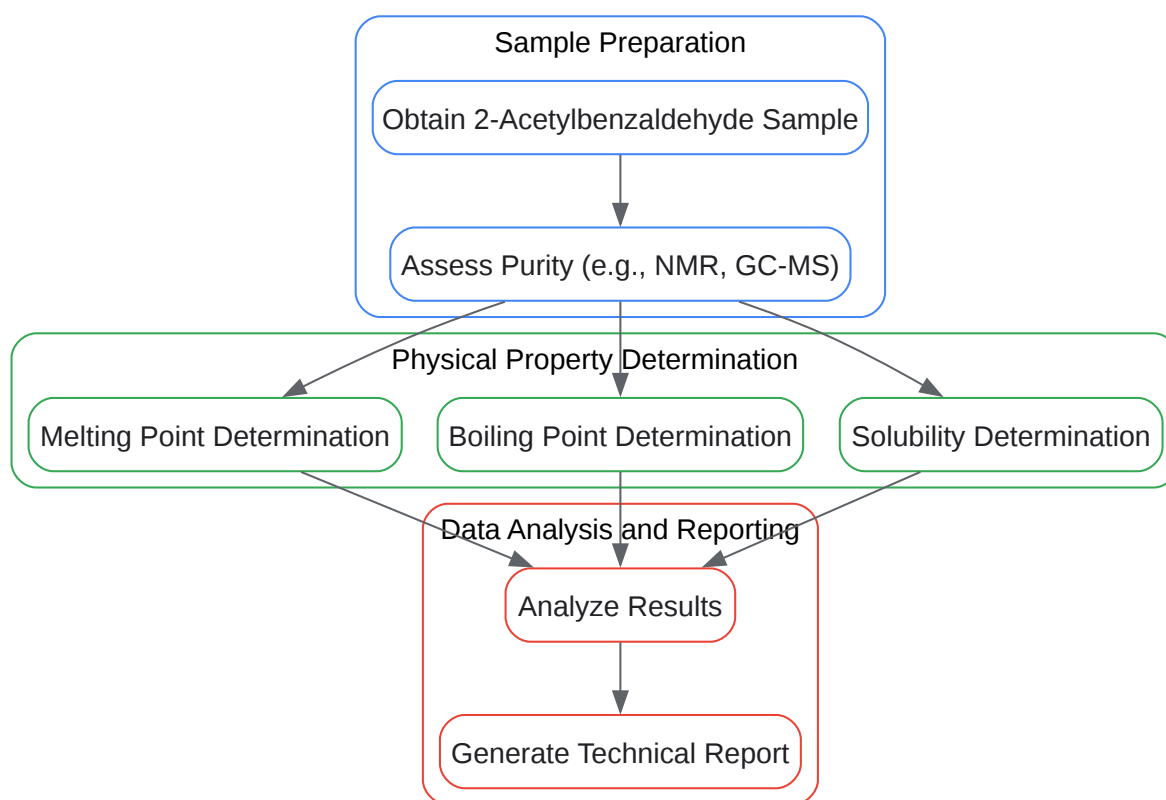 Sample Preparation
Obtain 2-Acetylbenzaldehyde Sample
Assess Purity (e.g., NMR, GC-MS)
Physical Property Determination
Melting Point Determination
Boiling Point Determination
Solubility Determination
Data Analysis and Reporting
Analyze Results
Generate Technical Report